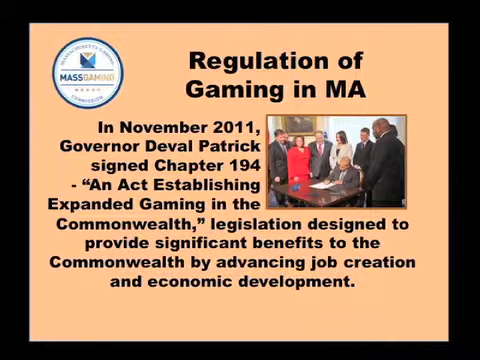 MASSACHUSETTS GAMING
MASSGAMING
COMMISSION
Regulation of
Gaming in MA
In November 2011,
Governor Deval Patrick
signed Chapter 194
- “An Act Establishing
Expanded Gaming in the
Commonwealth,” legislation designed to
provide significant benefits to the
Commonwealth by advancing job creation
and economic development.